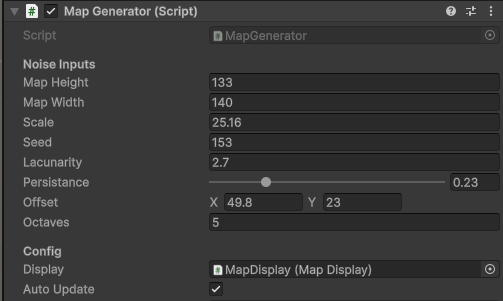 Map Generator (Script)
Script MapGenerator
Noise Inputs
Map Height 133
Map Width 140
Scale 25.16
Seed 153
Lacunarity 2.7
Persistance 0.23
Offset X 49.8 Y 23
Octaves 5
Config
Display MapDisplay (Map Display)
Auto Update